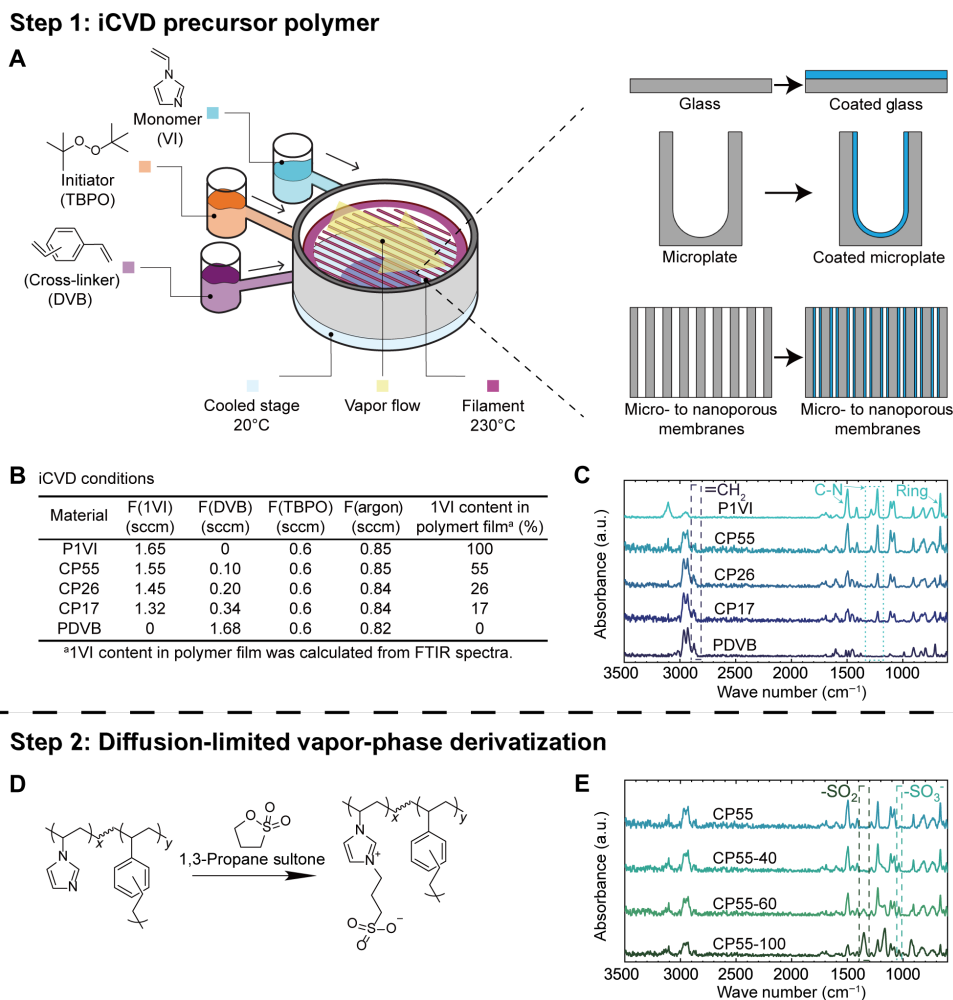 Step 1: iCVD precursor polymer
A
Monomer
(VI)
Initiator
(TBPO)
(Cross-linker)
(DVB)
Cooled stage
20°C
Vapor flow
Filament
230°C
Glass
Coated glass
Microplate
Coated microplate
Micro- to nanoporous
membranes
Micro- to nanoporous
membranes
B iCVD conditions
Material F(1VI) (sccm) F(DVB) (sccm) F(TBPO) (sccm) F(argon) (sccm) 1VI content in polymert filmᵃ (%)
P1VI 1.65 0 0.6 0.85 100
CP55 1.55 0.10 0.6 0.85 55
CP26 1.45 0.20 0.6 0.84 26
CP17 1.32 0.34 0.6 0.84 17
PDVB 0 1.68 0.6 0.82 0
ᵃ1VI content in polymer film was calculated from FTIR spectra.
C
=CH₂ C-N Ring
P1VI
CP55
CP26
CP17
PDVB
Absorbance (a.u.)
3500 3000 2500 2000 1500 1000
Wave number (cm⁻¹)
Step 2: Diffusion-limited vapor-phase derivatization
D
N
N
x
y
O
S
O
O
1,3-Propane sultone
x
y
N
N
+
O
S
O⁻
O
E
-SO₂ -SO₃⁻
CP55
CP55-40
CP55-60
CP55-100
Absorbance (a.u.)
3500 3000 2500 2000 1500 1000
Wave number (cm⁻¹)